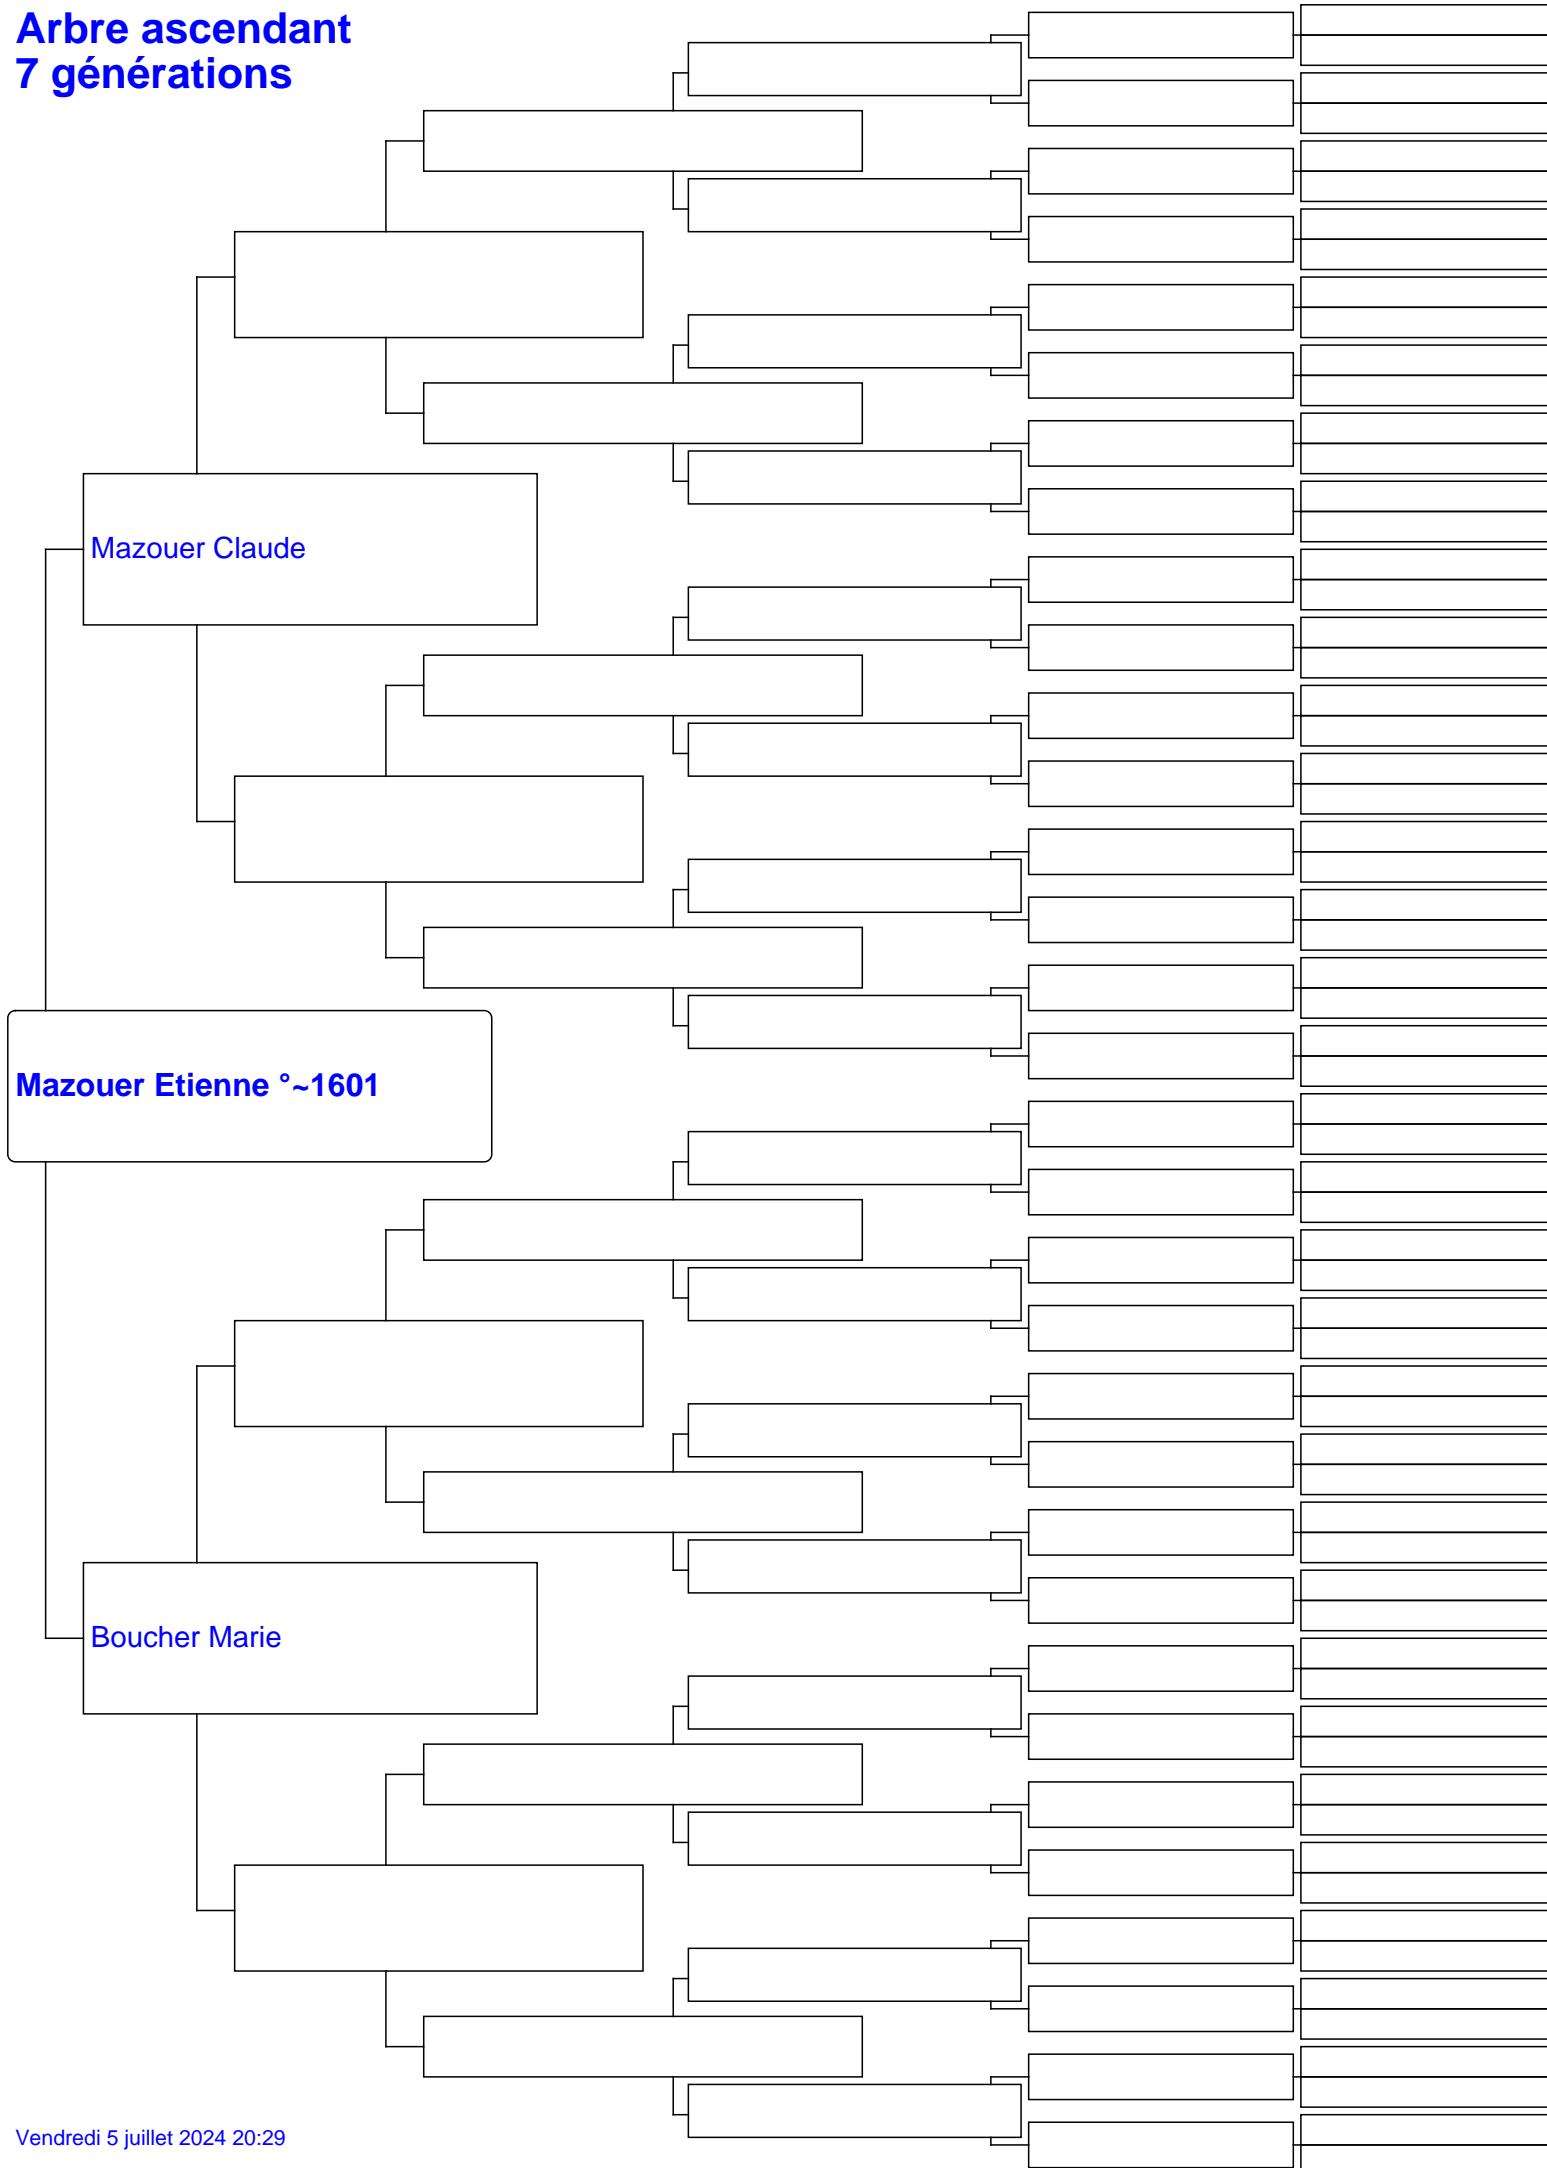 Arbre ascendant
7 générations
Mazouer Claude
Mazouer Etienne °~1601
Boucher Marie
Vendredi 5 juillet 2024 20:29